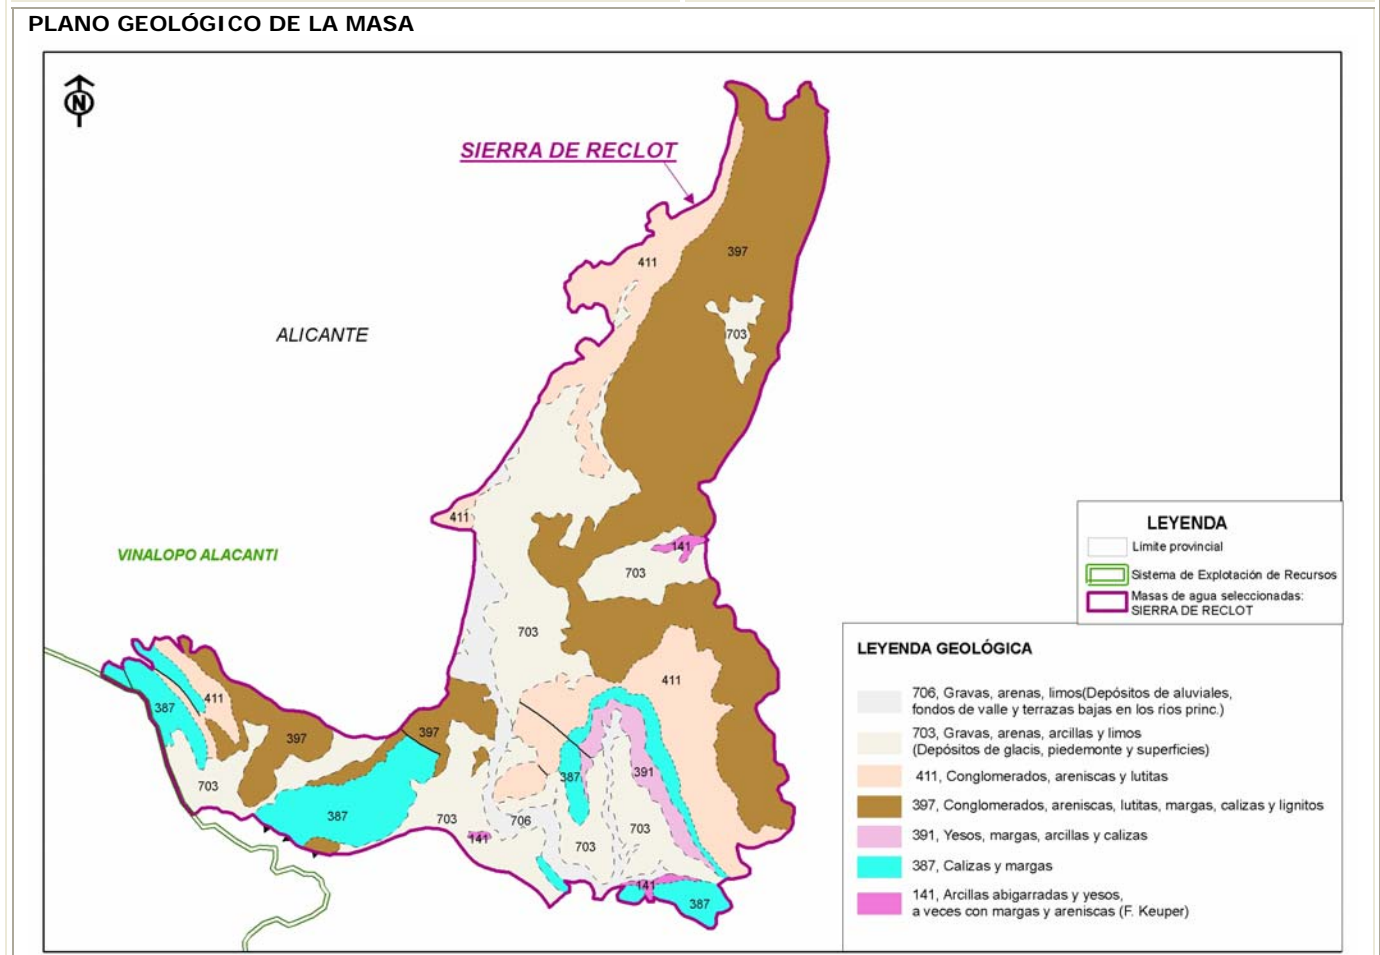 PLANO GEOLÓGICO DE LA MASA
N
SIERRA DE RECLOT
411
397
703
ALICANTE
411
VINALOPO ALACANTI
141
703
703
411
387
411
397
397
703
387
703
141
706
387
391
703
703
141
387
LEYENDA
Límite provincial
Sistema de Explotación de Recursos
Masas de agua seleccionadas:
SIERRA DE RECLOT
LEYENDA GEOLÓGICA
706, Gravas, arenas, limos(Depósitos de aluviales,
fondos de valle y terrazas bajas en los ríos princ.)
703, Gravas, arenas, arcillas y limos
(Depósitos de glacis, piedemonte y superficies)
411, Conglomerados, areniscas y lutitas
397, Conglomerados, areniscas, lutitas, margas, calizas y lignitos
391, Yesos, margas, arcillas y calizas
387, Calizas y margas
141, Arcillas abigarradas y yesos,
a veces con margas y areniscas (F. Keuper)